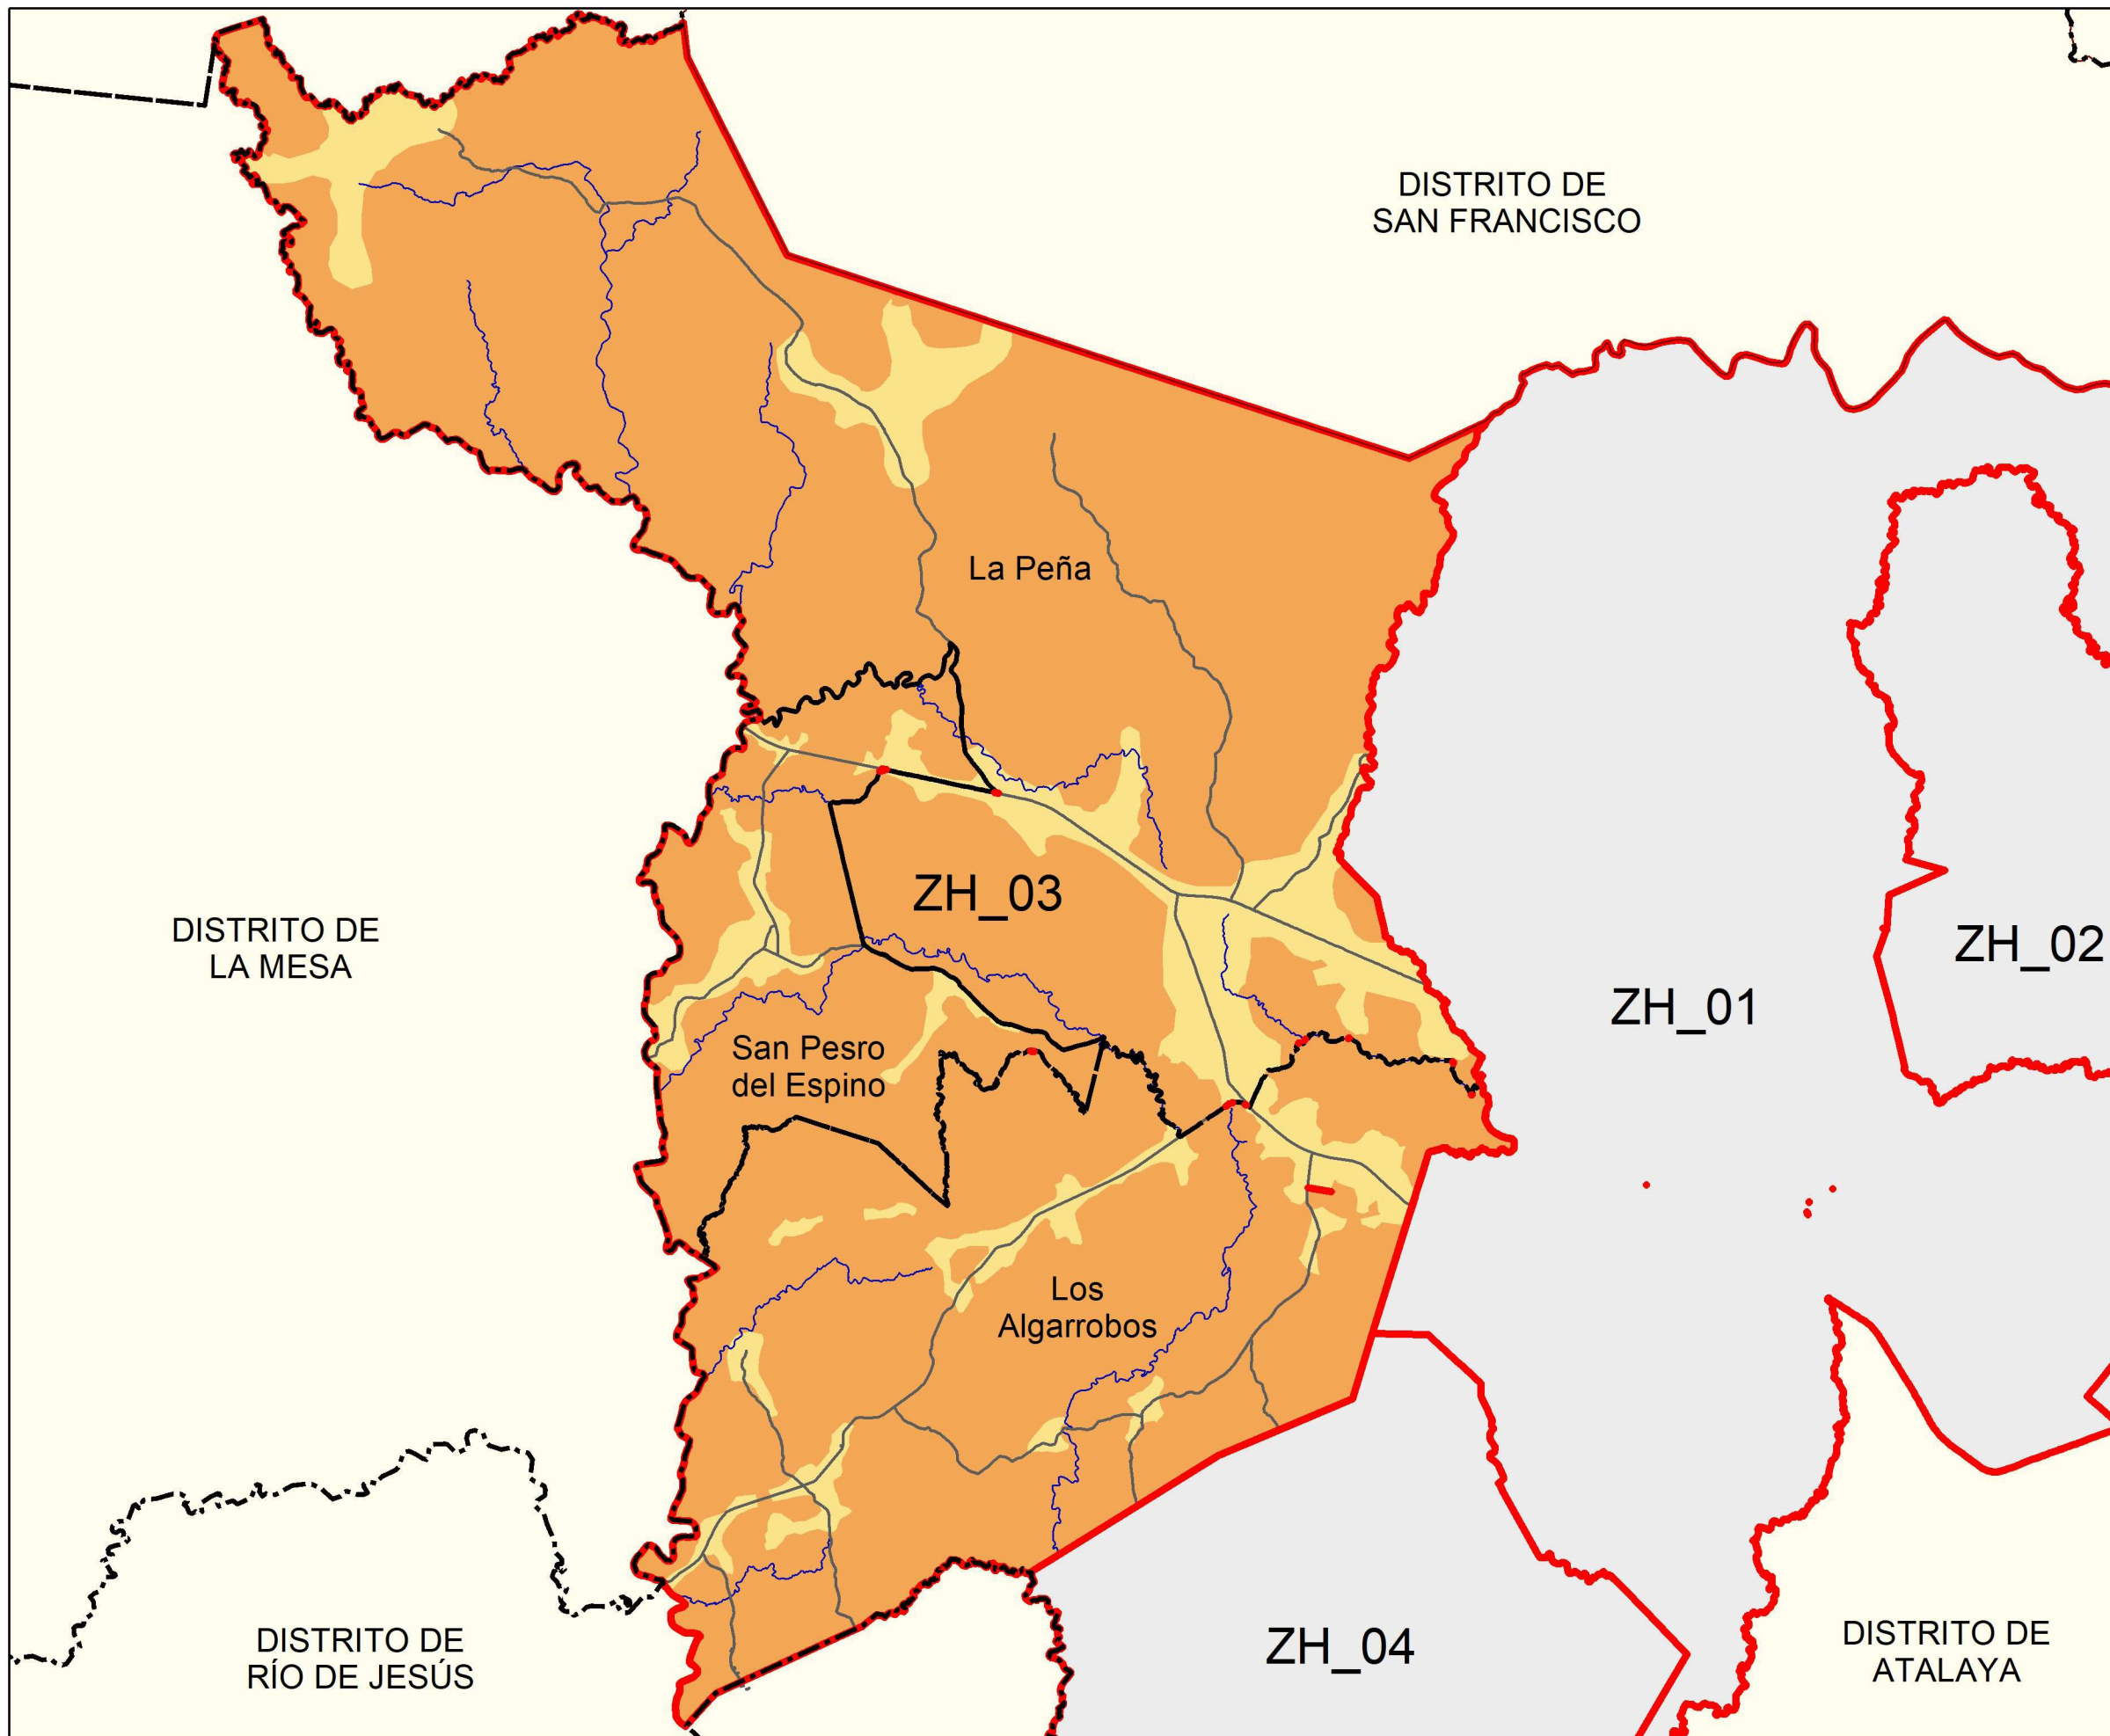 DISTRITO DE
SAN FRANCISCO
La Peña
ZH_03
DISTRITO DE
LA MESA
ZH_02
ZH_01
San Pesro
del Espino
Los
Algarrobos
DISTRITO DE
RÍO DE JESÚS
ZH_04
DISTRITO DE
ATALAYA